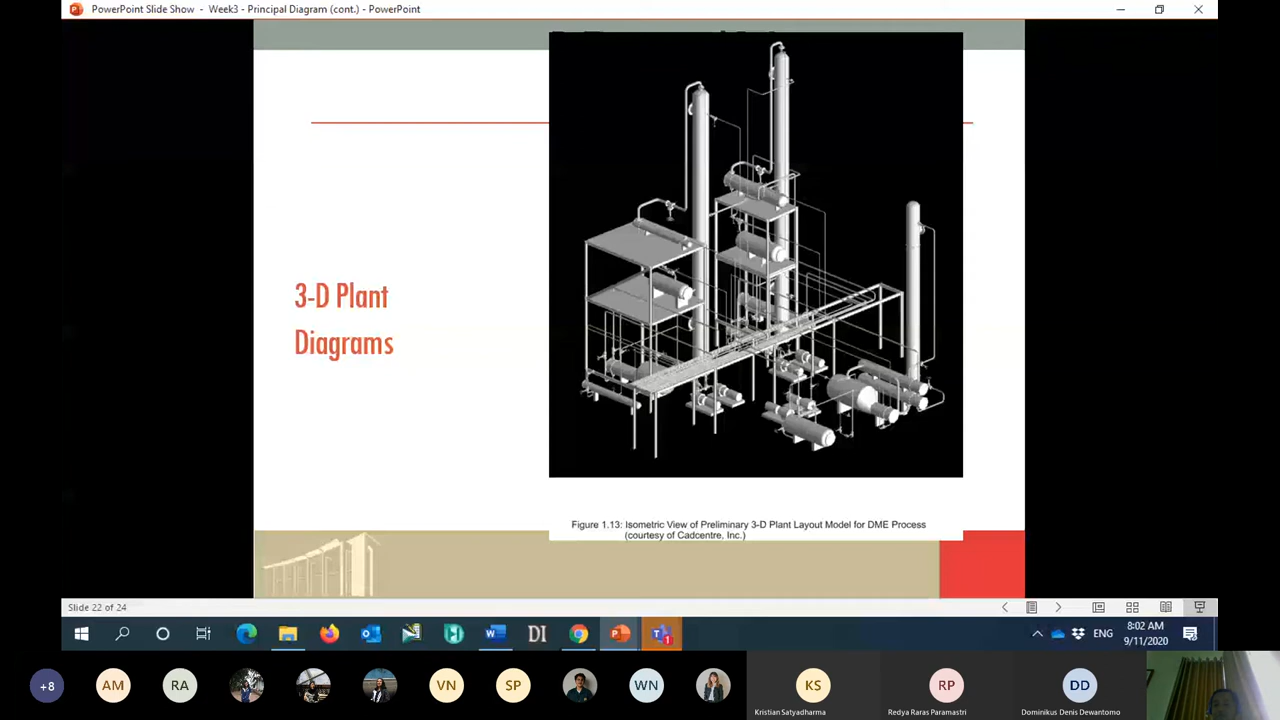 PowerPoint Slide Show - Week3 - Principal Diagram (cont.) - PowerPoint
3-D Plant
Diagrams
Figure 1.13: Isometric View of Preliminary 3-D Plant Layout Model for DME Process
(courtesy of Cadcentre, Inc.)
Slide 22 of 24
DI
1
ENG
8:02 AM
9/11/2020
+8
AM
RA
VN
SP
WN
KS
RP
DD
Kristian Satyadharma
Redya Raras Paramastri
Dominikus Denis Dewantomo